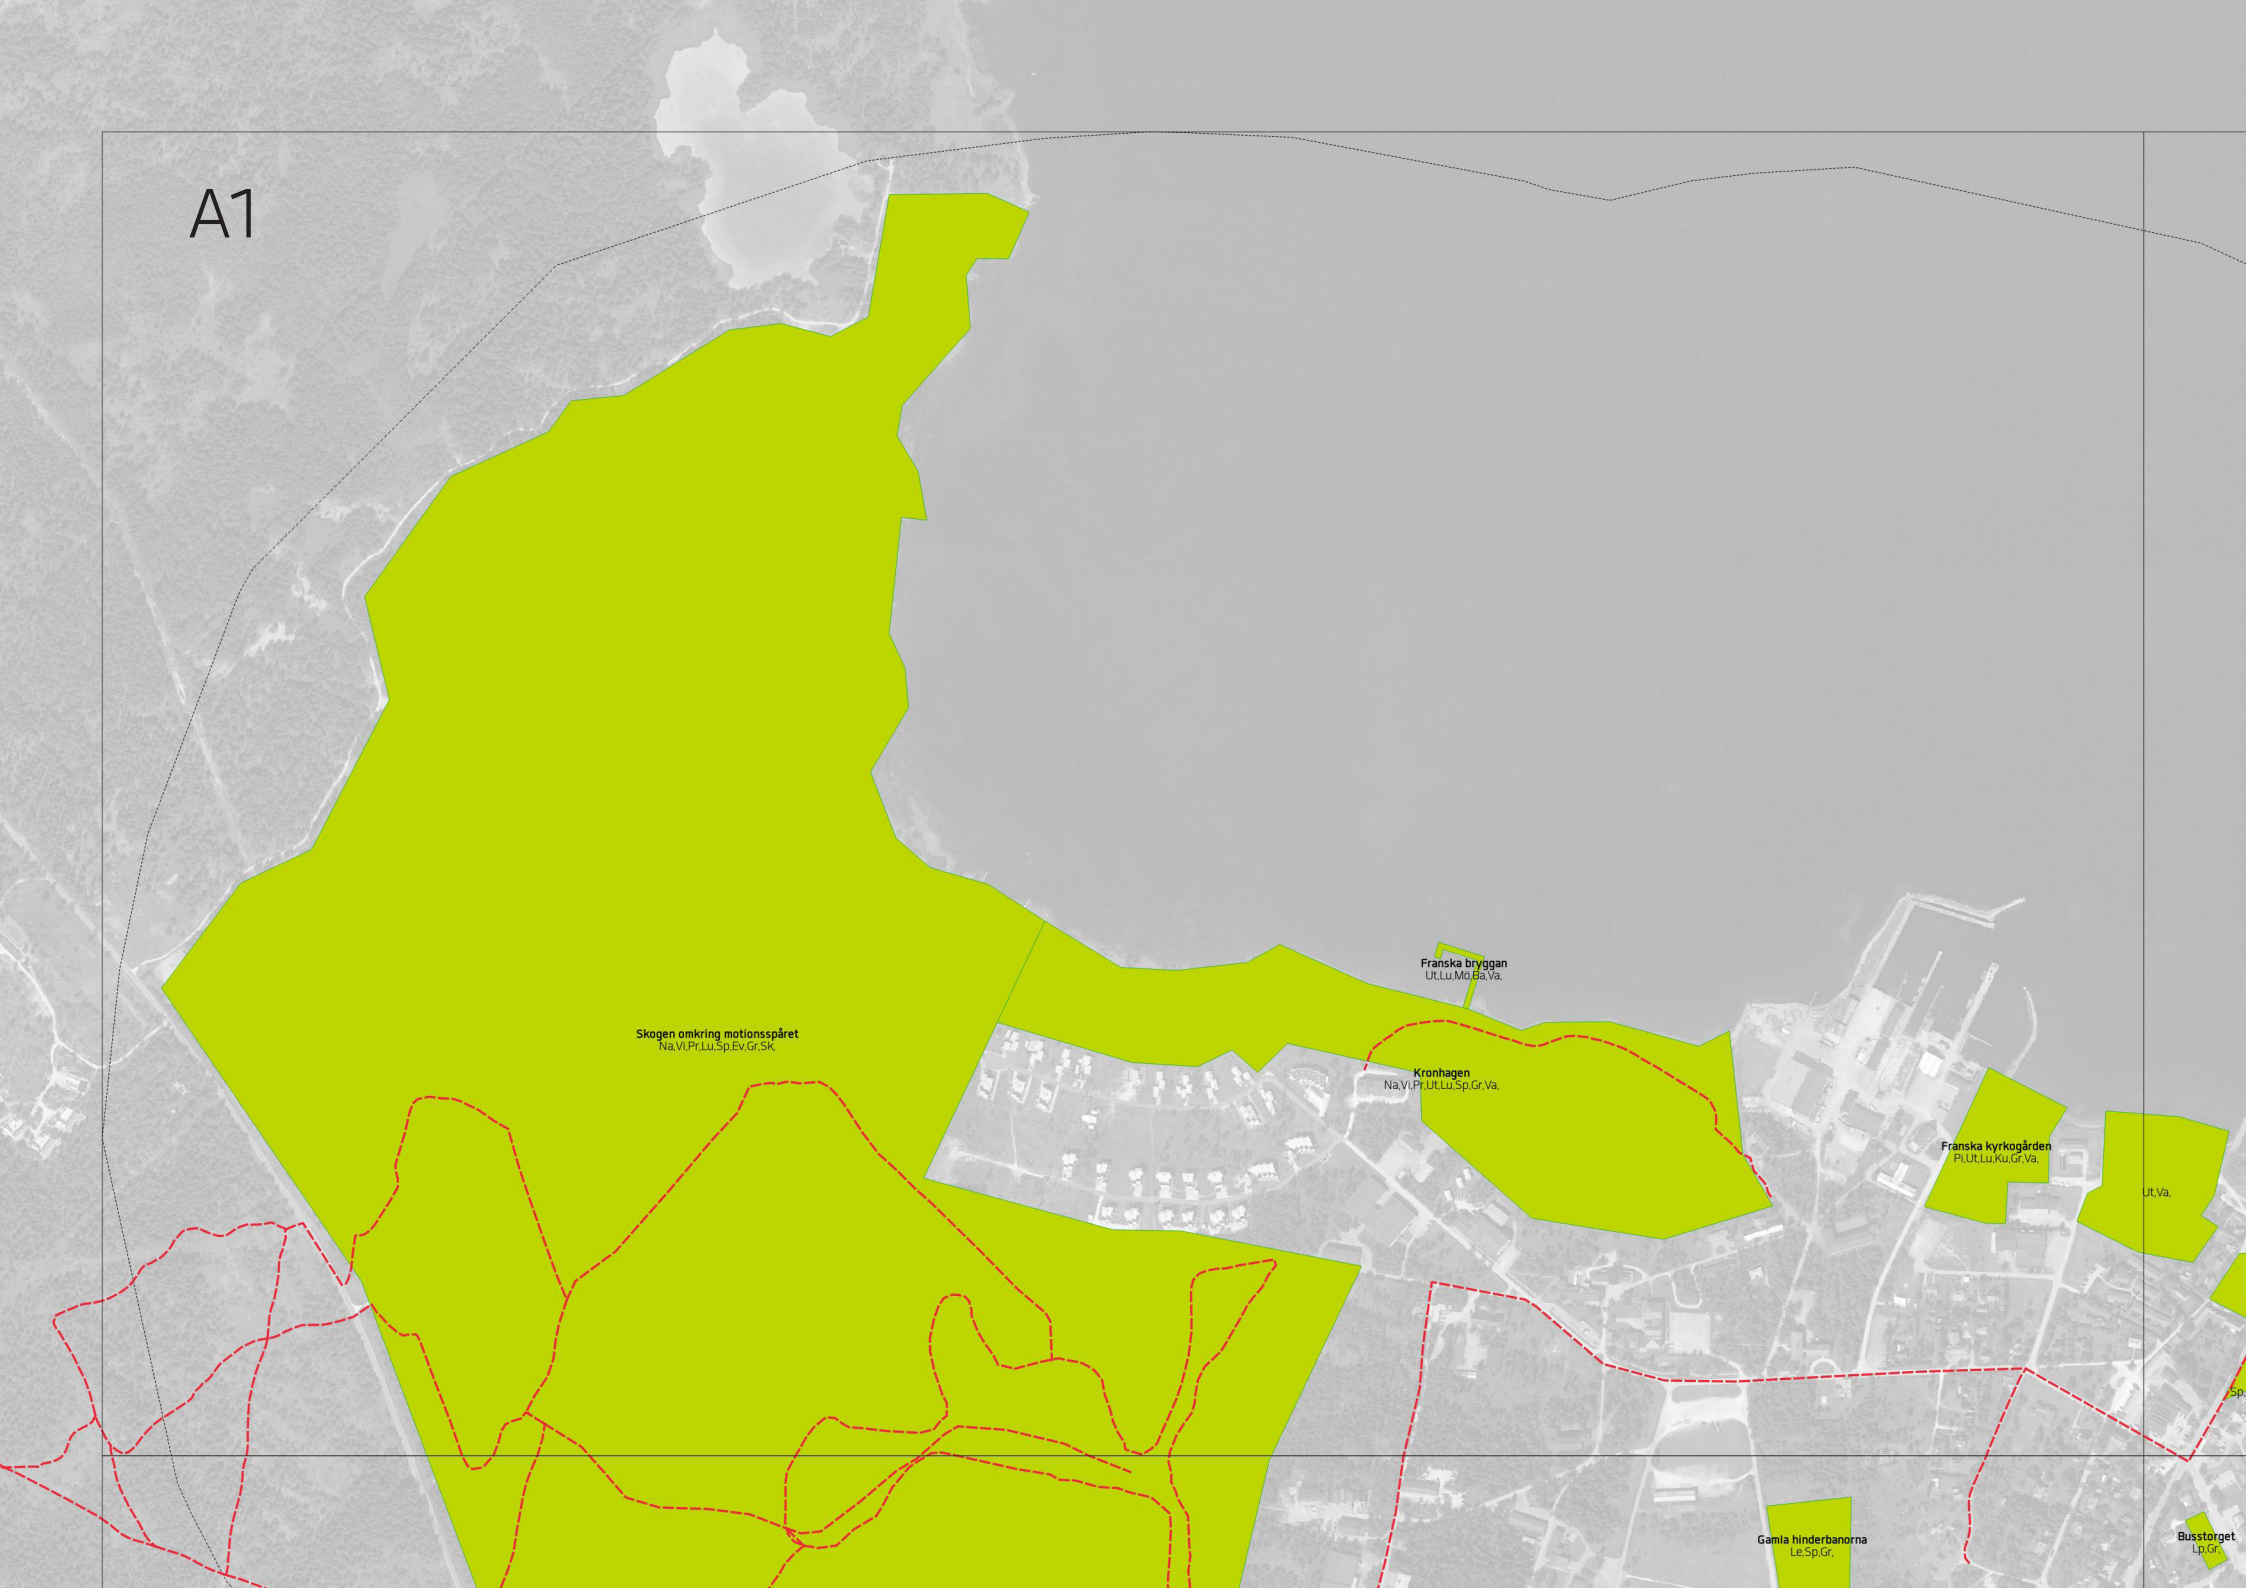 A1
Franska bryggan
Ut,Lu,Mö,Ba,Va,
Skogen omkring motionsspåret
Na,Vi,Pr,Lu,Sp,Ev,Gr,Sk,
Kronhagen
Na,Vi,Pr,Ut,Lu,Sp,Gr,Va,
Franska kyrkogården
Pi,Ut,Lu,Ku,Gr,Va,
Ut,Va,
Sp,
Gamla hinderbanorna
Le,Sp,Gr,
Busstorget
Lp,Gr,